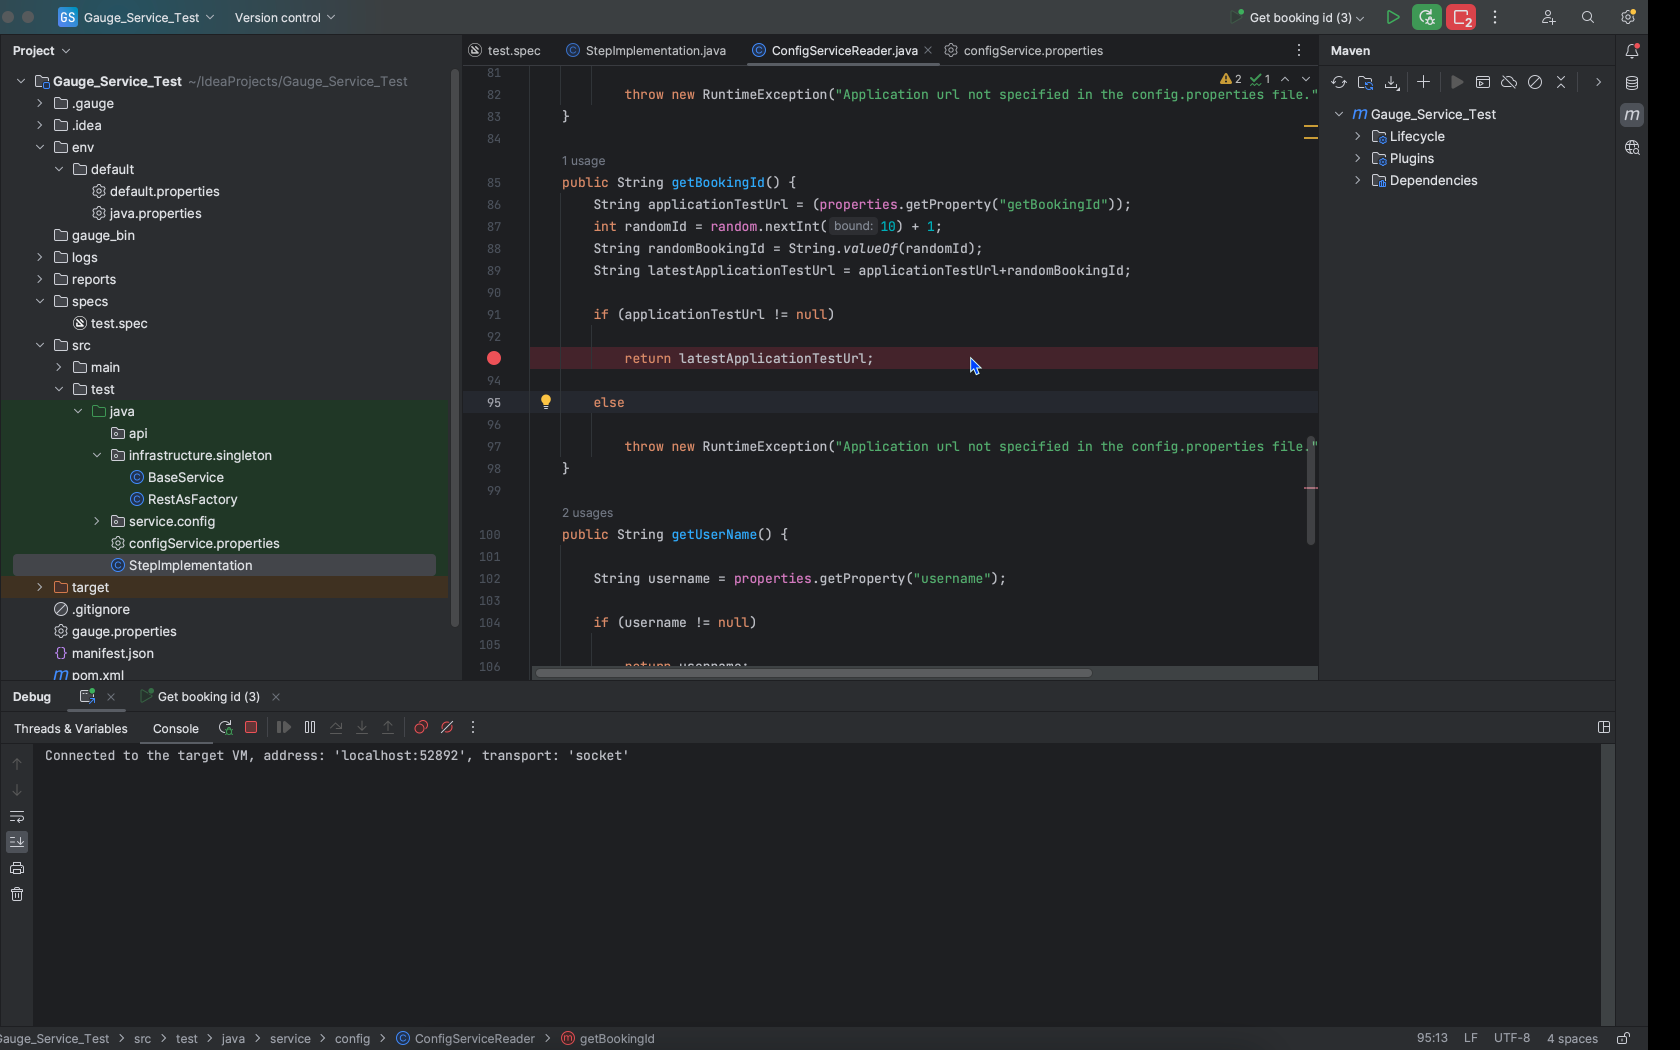 GS Gauge_Service_Test Version control Get booking id (3) 2
Project
Gauge_Service_Test ~/IdeaProjects/Gauge_Service_Test
.gauge
.idea
env
default
default.properties
java.properties
gauge_bin
logs
reports
specs
test.spec
src
main
test
java
api
infrastructure.singleton
BaseService
RestAsFactory
service.config
configService.properties
StepImplementation
target
.gitignore
gauge.properties
manifest.json
pom.xml
test.spec StepImplementation.java ConfigServiceReader.java configService.properties
2 1
81
82 throw new RuntimeException("Application url not specified in the config.properties file."
83 }
84
1 usage
85 public String getBookingId() {
86 String applicationTestUrl = (properties.getProperty("getBookingId"));
87 int randomId = random.nextInt( bound: 10) + 1;
88 String randomBookingId = String.valueOf(randomId);
89 String latestApplicationTestUrl = applicationTestUrl+randomBookingId;
90
91 if (applicationTestUrl != null)
92
return latestApplicationTestUrl;
94
95 else
96
97 throw new RuntimeException("Application url not specified in the config.properties file."
98 }
99
2 usages
100 public String getUserName() {
101
102 String username = properties.getProperty("username");
103
104 if (username != null)
105
106 return username;
Maven
Gauge_Service_Test
Lifecycle
Plugins
Dependencies
Debug Get booking id (3)
Threads & Variables Console
Connected to the target VM, address: 'localhost:52892', transport: 'socket'
Gauge_Service_Test > src > test > java > service > config > ConfigServiceReader > getBookingId
95:13 LF UTF-8 4 spaces